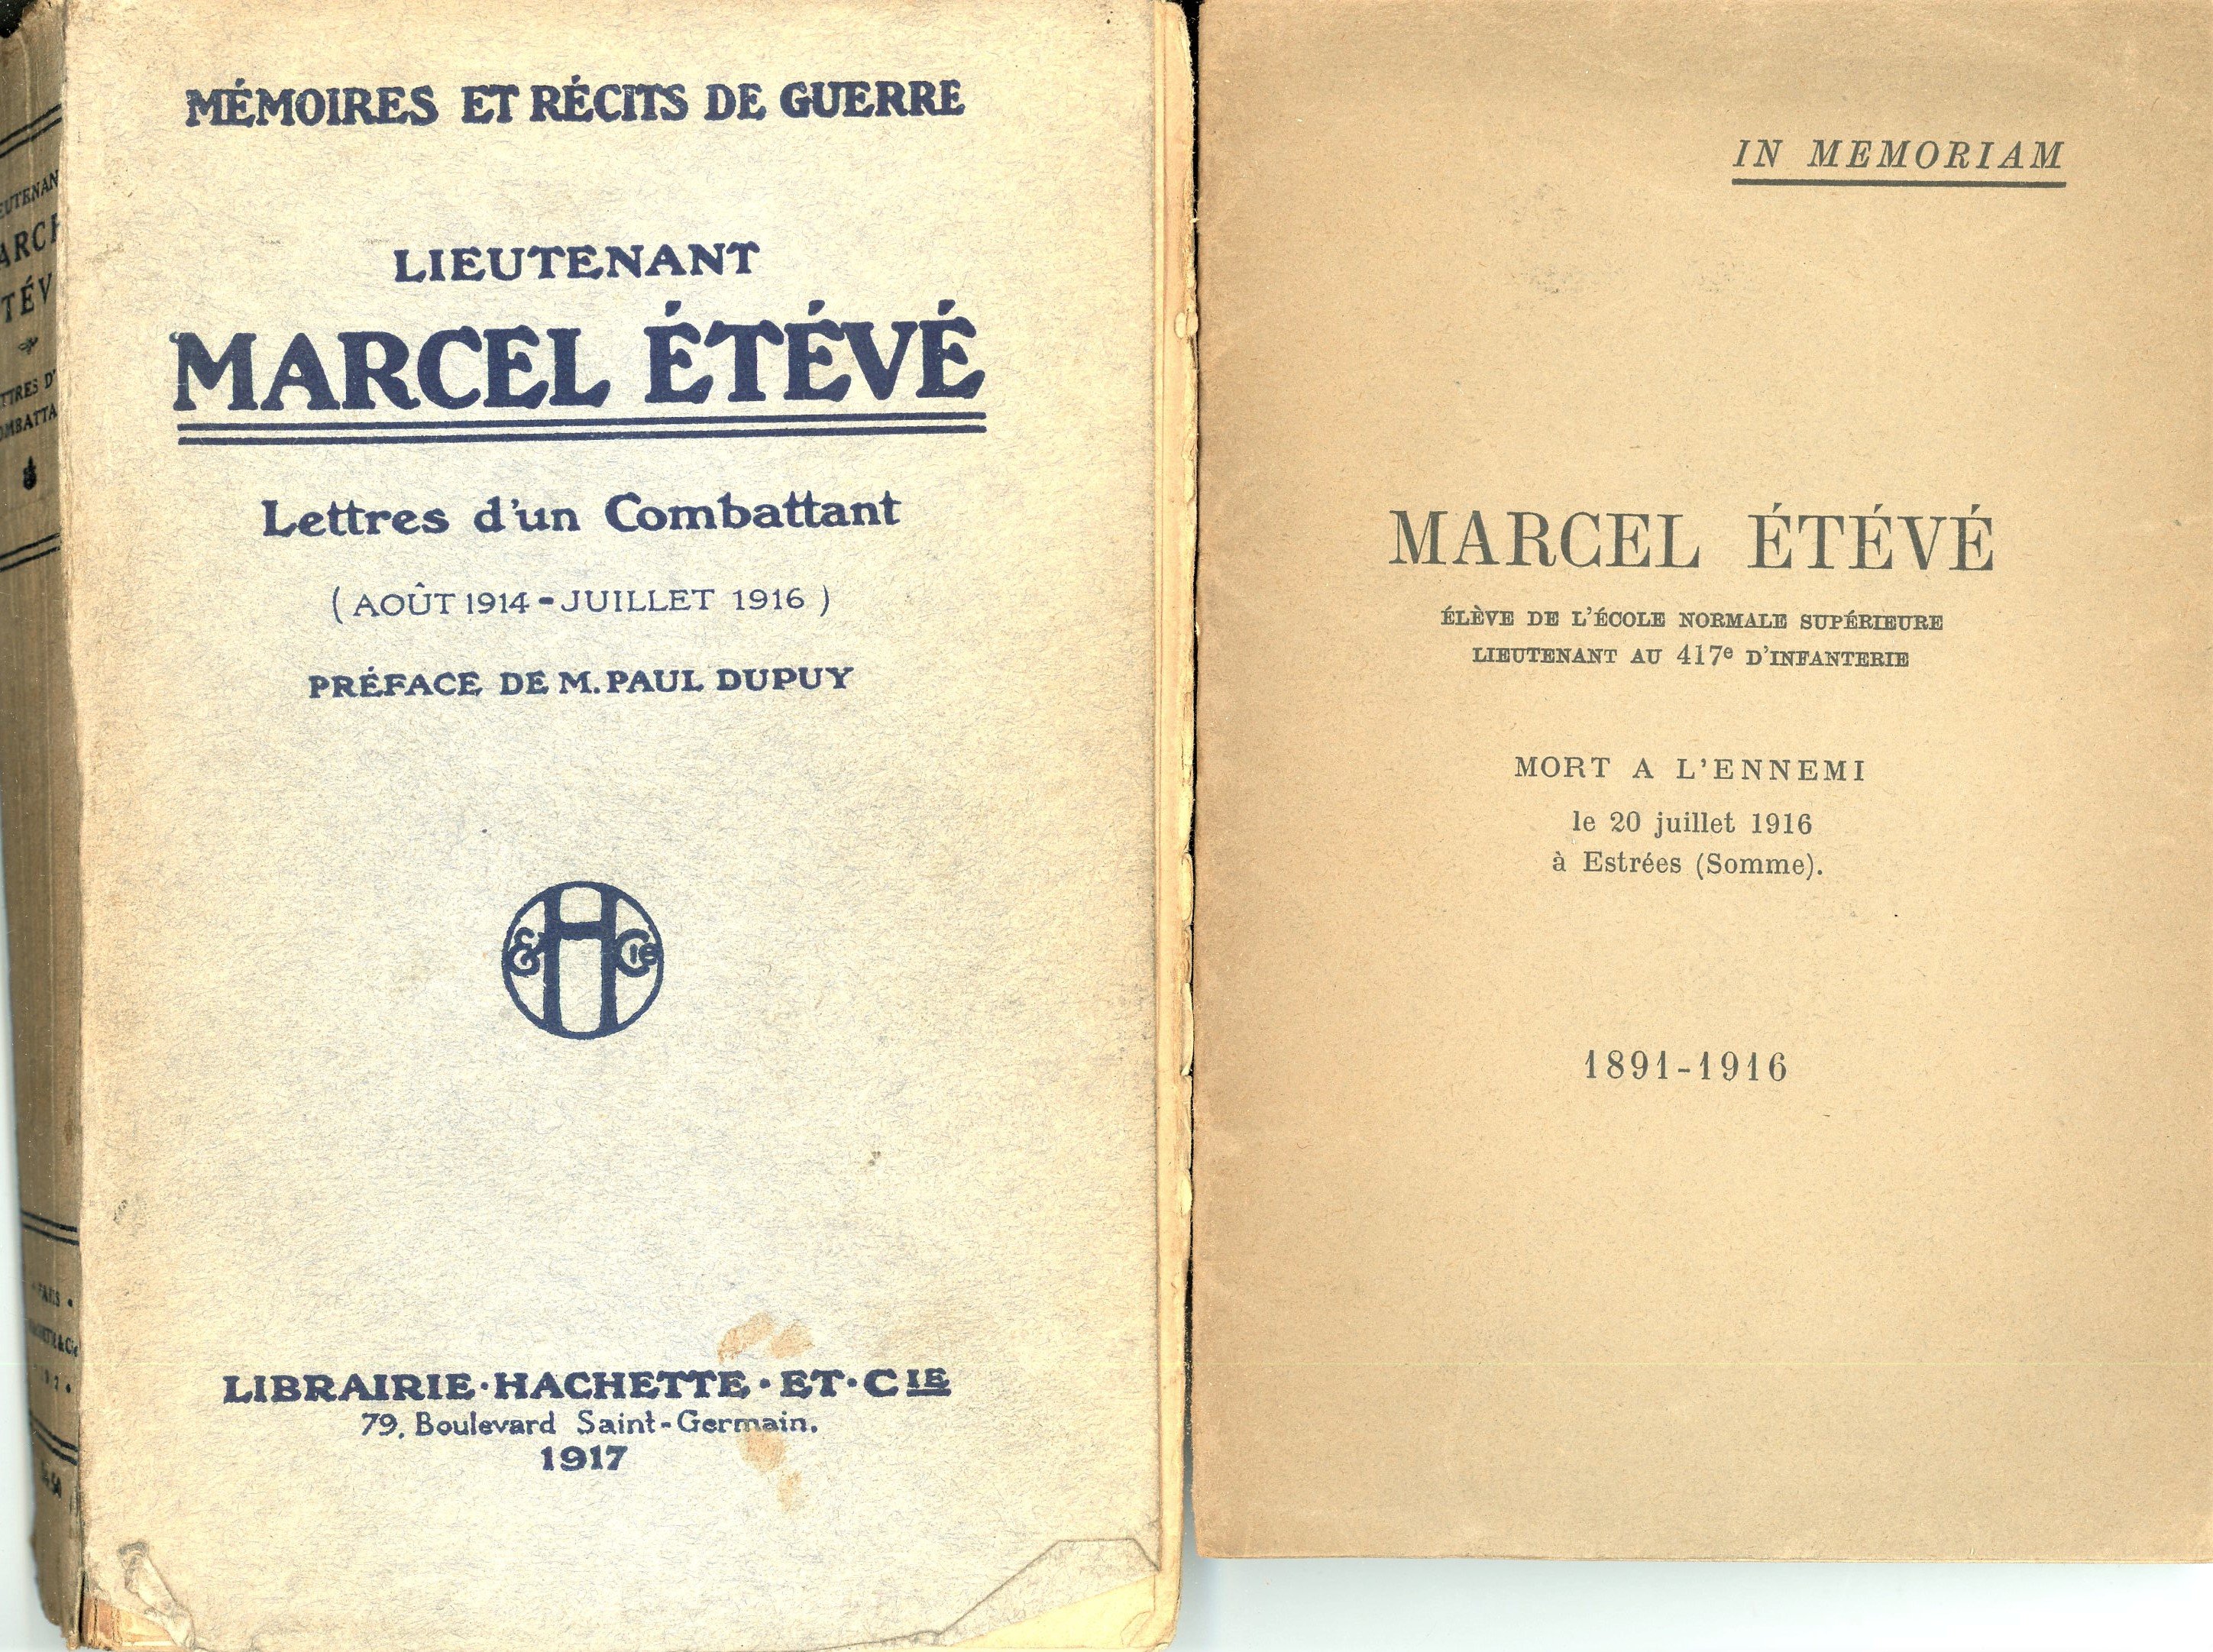 MÉMOIRES ET RÉCITS DE GUERRE
LIEUTENANT
MARCEL ÉTÉVÉ
Lettres d'un Combattant
(AOÛT 1914-JUILLET 1916)
PRÉFACE DE M. PAUL DUPUY
& H Cie
LIBRAIRIE·HACHETTE·ET·CIE
79, Boulevard Saint-Germain.
1917
IN MEMORIAM
MARCEL ÉTÉVÉ
ÉLÈVE DE L'ÉCOLE NORMALE SUPÉRIEURE
LIEUTENANT AU 417e D'INFANTERIE
MORT A L'ENNEMI
le 20 juillet 1916
à Estrées (Somme).
1891-1916